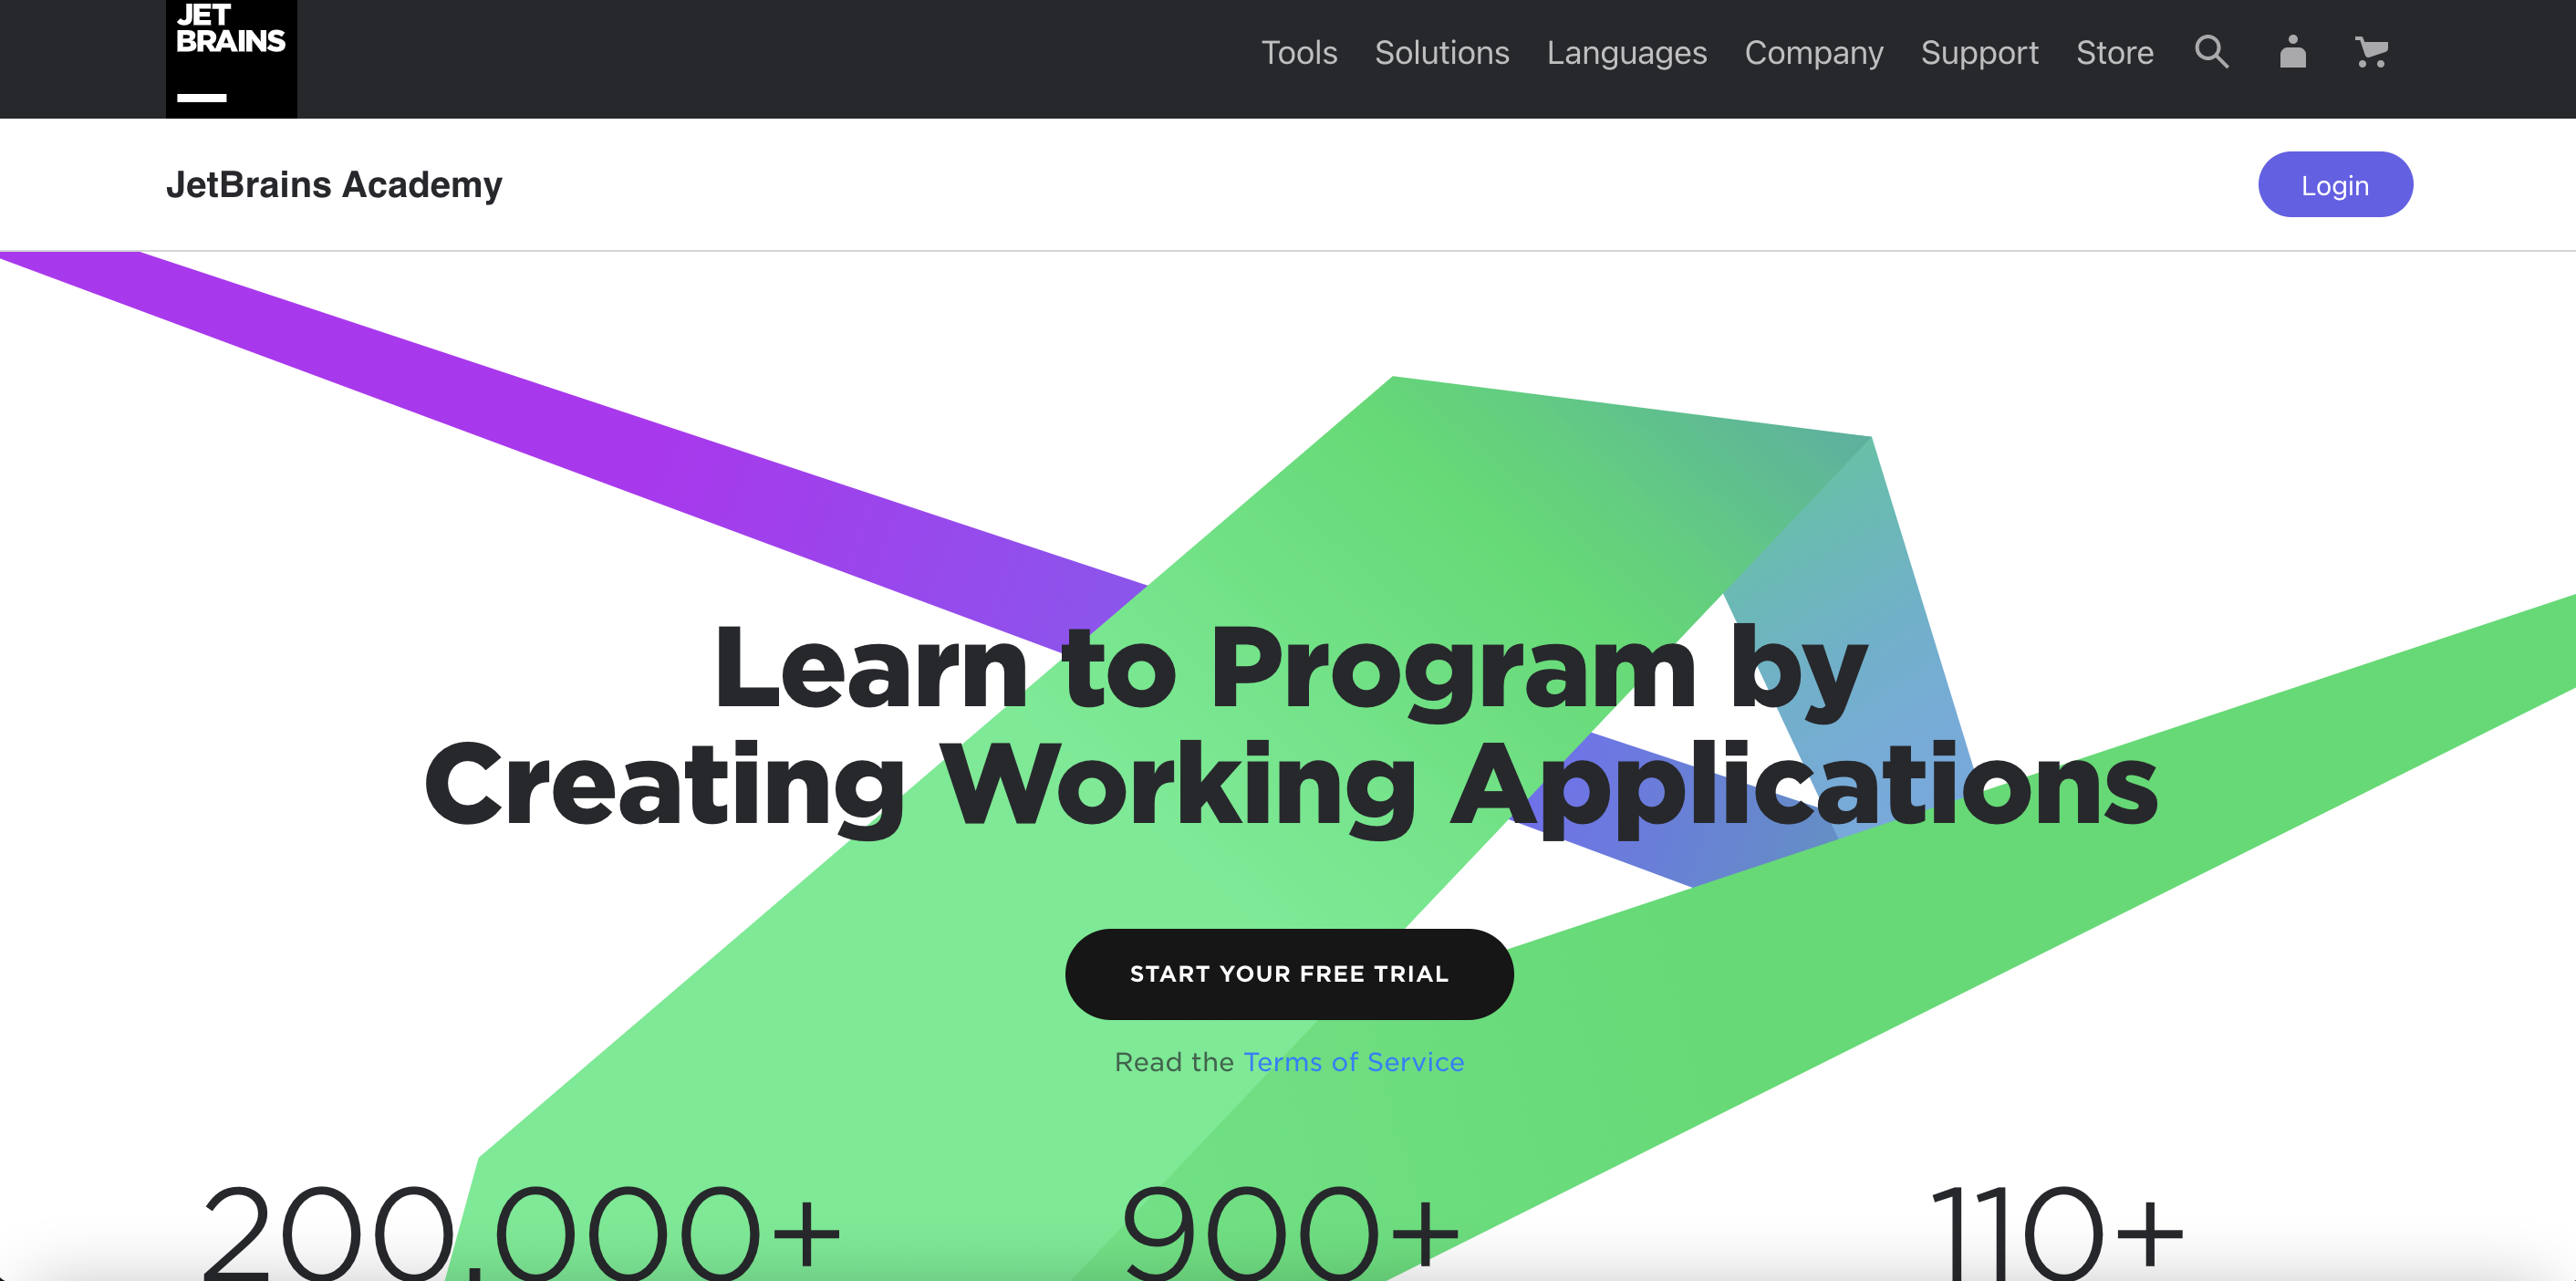 JET
BRAINS
Tools Solutions Languages Company Support Store
JetBrains Academy
Login
Learn to Program by
Creating Working Applications
START YOUR FREE TRIAL
Read the Terms of Service
200,000+ 900+ 110+